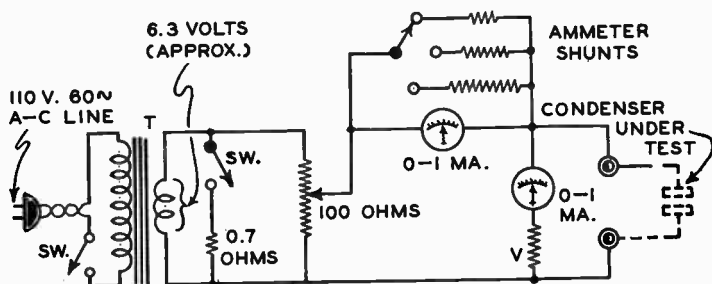 6.3 VOLTS
(APPROX.)
AMMETER
SHUNTS
110 V. 60~
A-C LINE
T
CONDENSER
UNDER
TEST
SW.
0-1 MA.
0-1
MA.
100 OHMS
SW.
0.7
OHMS
V